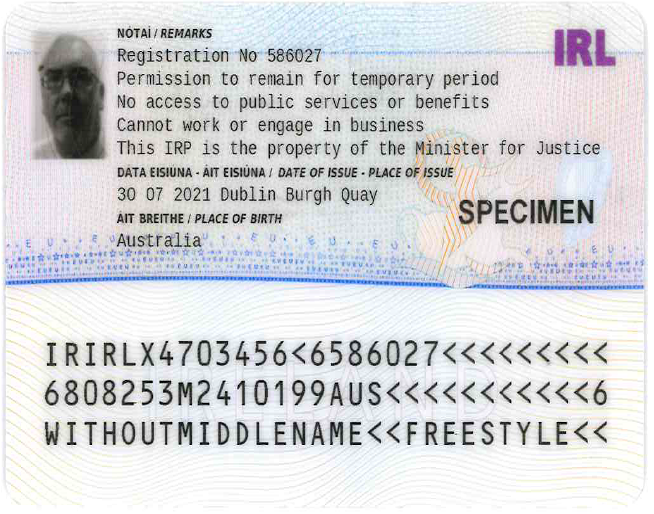 NÓTAÍ / REMARKS
IRL
Registration No 586027
Permission to remain for temporary period
No access to public services or benefits
Cannot work or engage in business
This IRP is the property of the Minister for Justice
DATA EISIÚNA - ÁIT EISIÚNA / DATE OF ISSUE - PLACE OF ISSUE
30 07 2021 Dublin Burgh Quay
SPECIMEN
ÁIT BREITHE / PLACE OF BIRTH
Australia
IRIRLX4703456<6586027<<<<<<<<<
6808253M2410199AUS<<<<<<<<<<<6
WITHOUTMIDDLENAME<<FREESTYLE<<
IRELAND